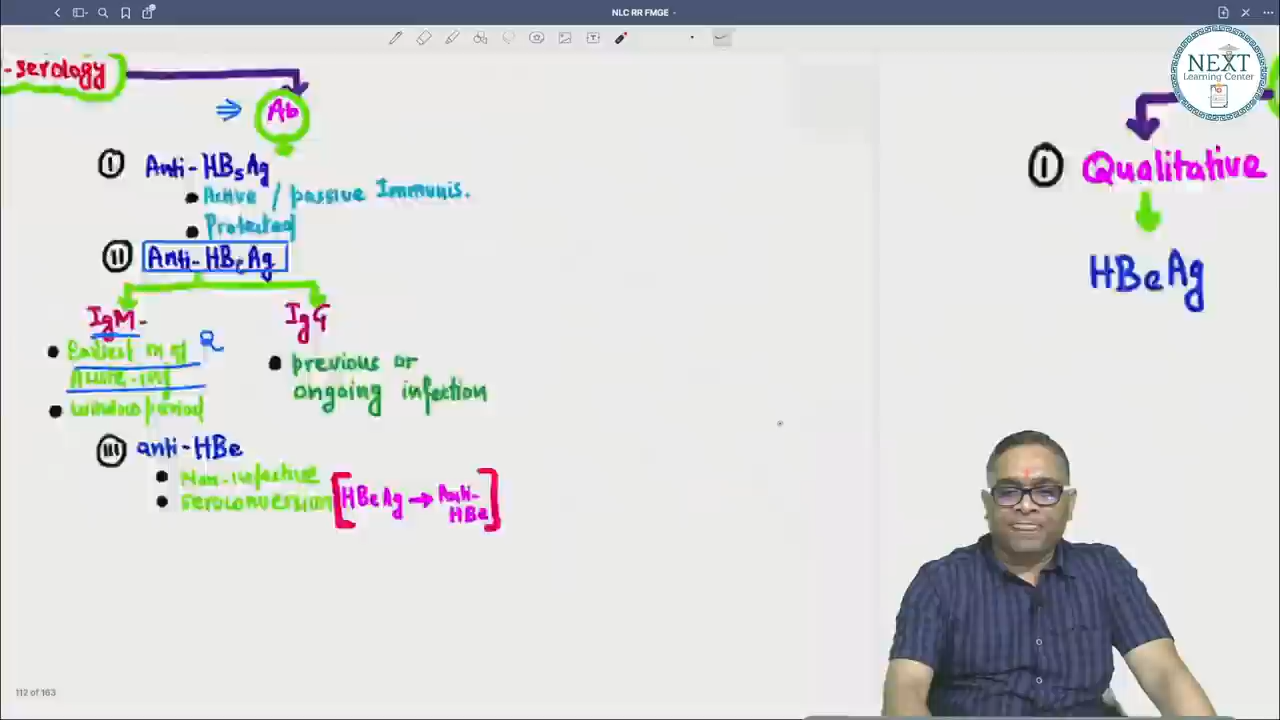 NLC RR FMGE
NEXT
Learning Center
-serology
⇒ Ab
I Anti-HBsAg
• Active / passive Immunis.
• Protected
II Anti-HBcAg
IgM-
• Earliest m of
Acute-inf
• Window period
IgG
• previous or
ongoing infection
III anti-HBe
• Non-infective
• Seroconversion [HBeAg → Anti-
HBe]
I Qualitative
HBeAg
112 of 163